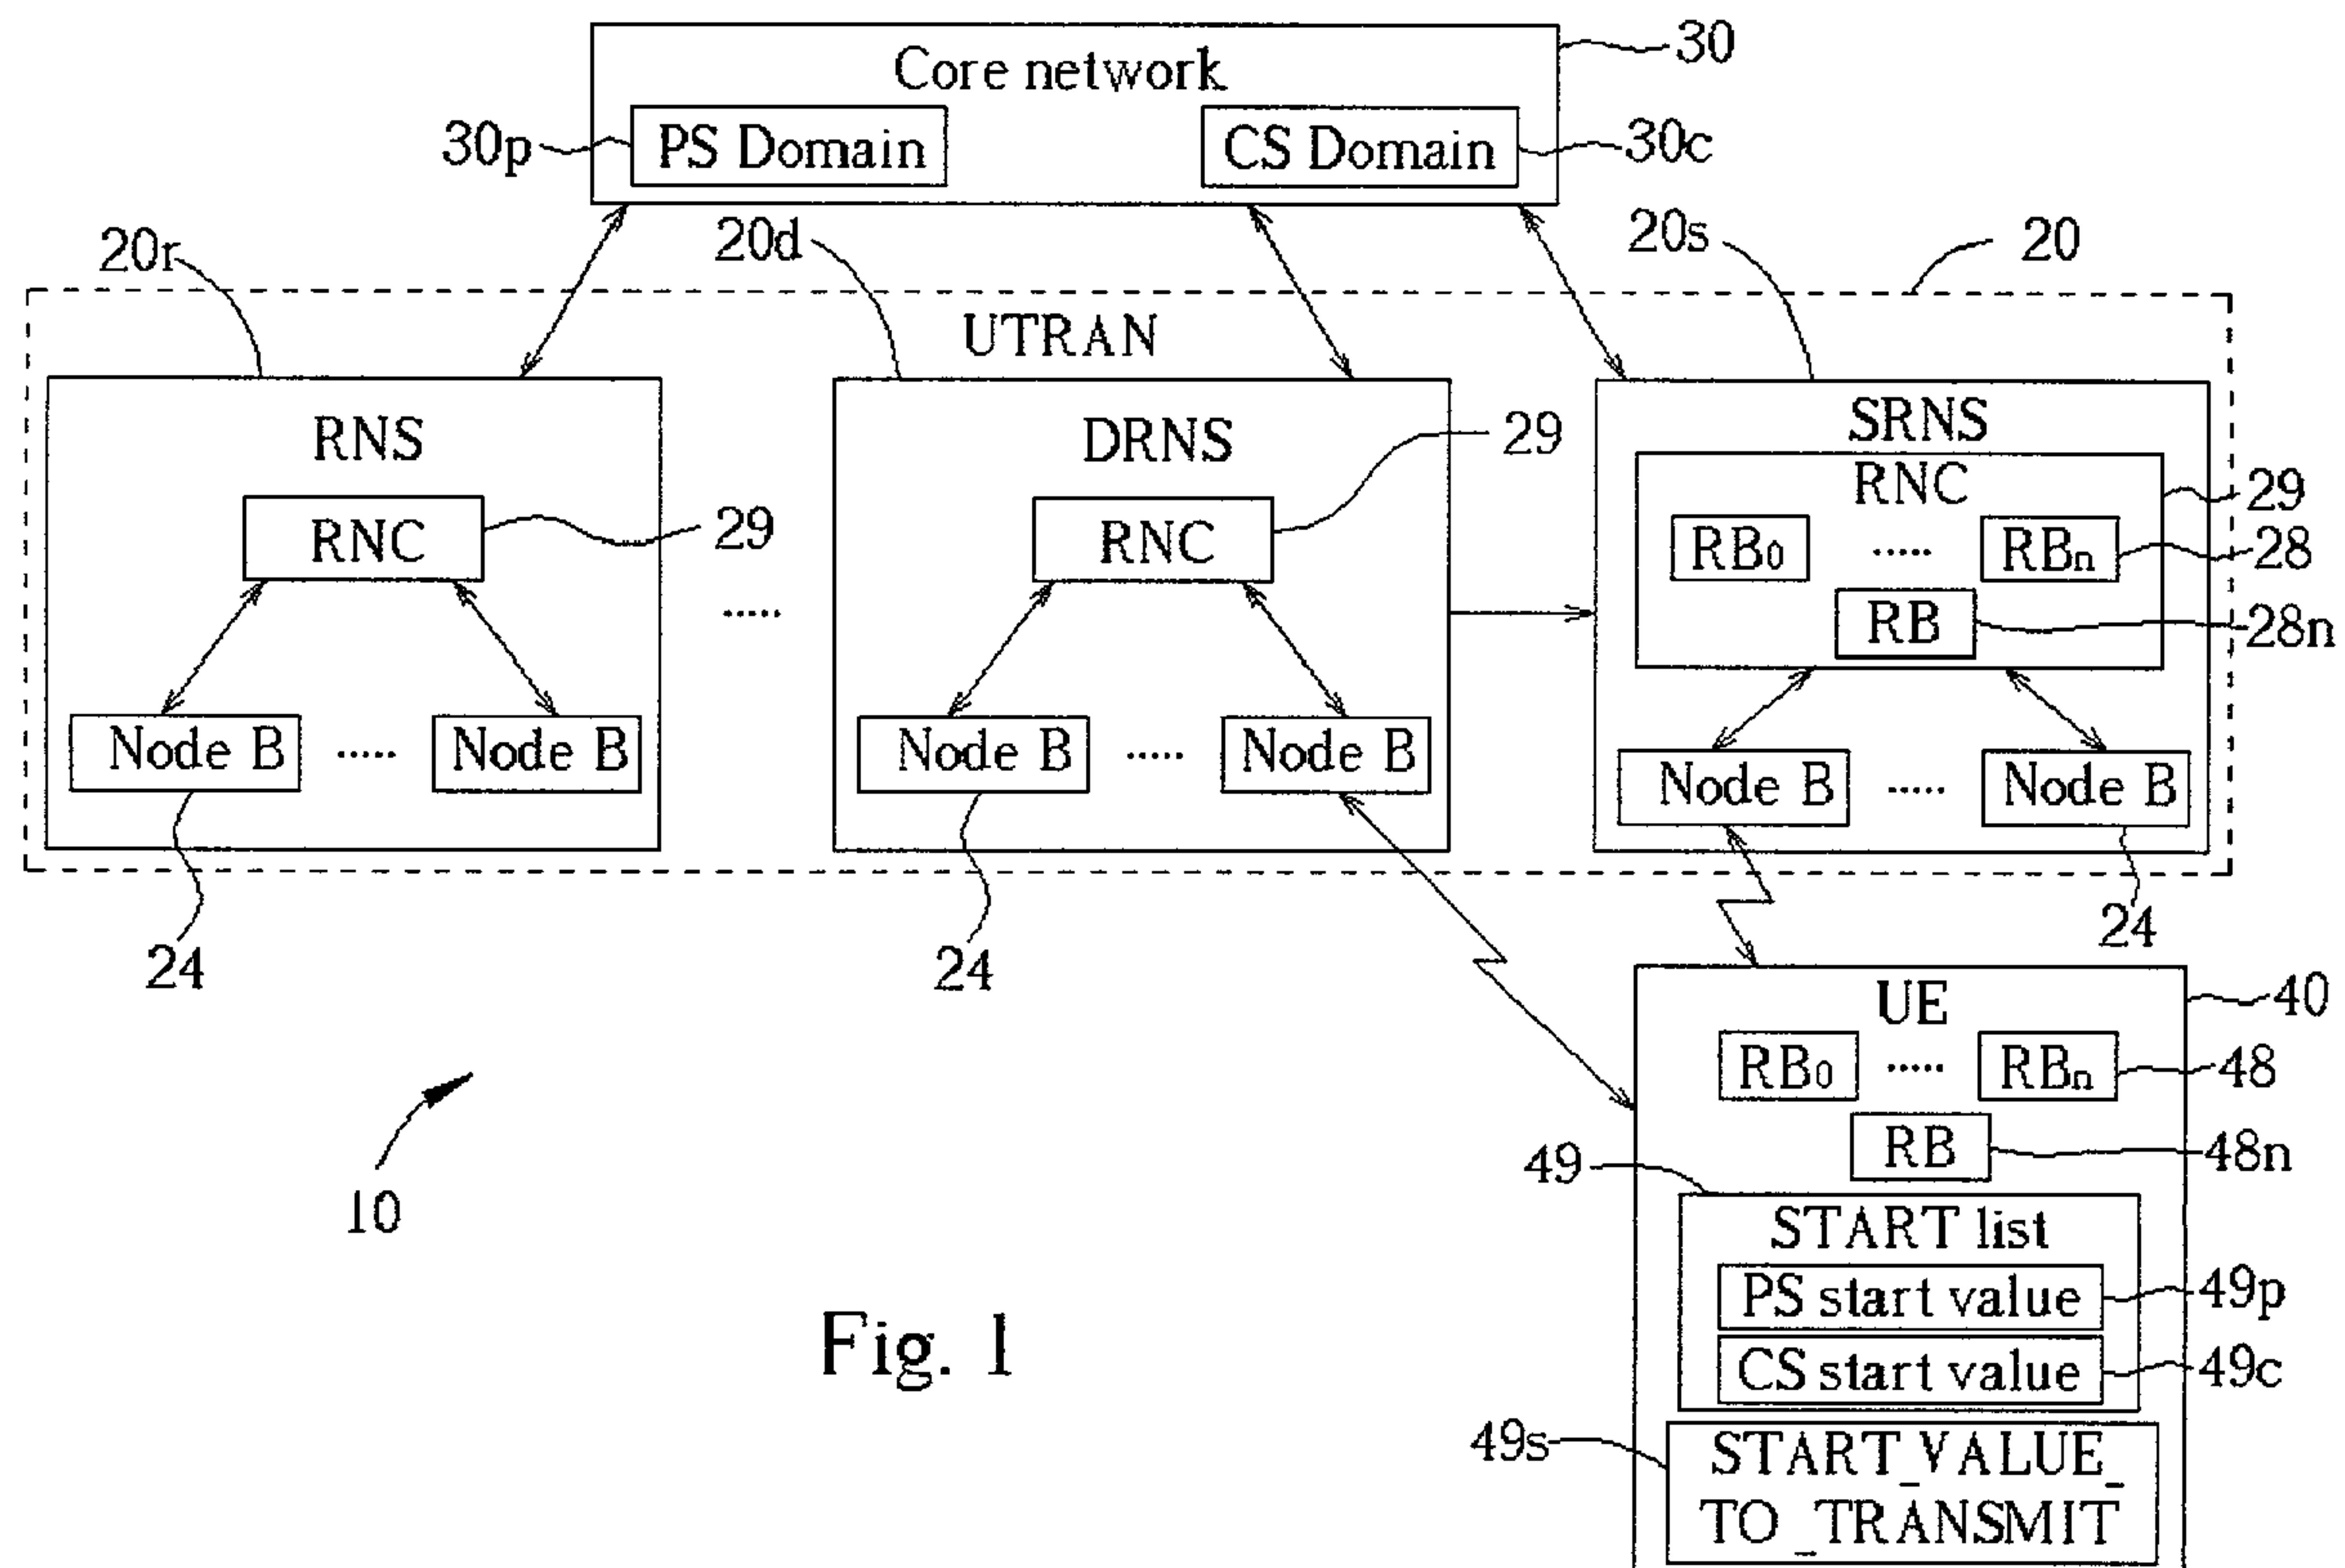 Core network
30
30p
PS Domain
CS Domain
30c
20r
20d
20s
20
UTRAN
RNS
RNC
29
Node B
.....
Node B
24
.....
DRNS
29
RNC
Node B
.....
Node B
24
SRNS
RNC
29
RB0
.....
RBn
28
RB
28n
Node B
.....
Node B
24
UE
40
RB0
.....
RBn
48
RB
48n
49
START list
PS start value
49p
CS start value
49c
49s
START_VALUE_
TO_TRANSMIT
10
Fig. 1